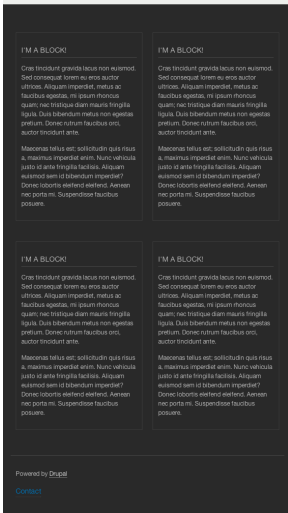 I'M A BLOCK!
Cras tincidunt gravida lacus non euismod.
Sed consequat lorem eu eros auctor
ultrices. Aliquam imperdiet, metus ac
faucibus egestas, mi ipsum rhoncus
quam; nec tristique diam mauris fringilla
ligula. Duis bibendum metus non egestas
pretium. Donec rutrum faucibus orci,
auctor tincidunt ante.
Maecenas tellus est; sollicitudin quis risus
a, maximus imperdiet enim. Nunc vehicula
justo id ante fringilla facilisis. Aliquam
euismod sem id bibendum imperdiet?
Donec lobortis eleifend eleifend. Aenean
nec porta mi. Suspendisse faucibus
posuere.
I'M A BLOCK!
Cras tincidunt gravida lacus non euismod.
Sed consequat lorem eu eros auctor
ultrices. Aliquam imperdiet, metus ac
faucibus egestas, mi ipsum rhoncus
quam; nec tristique diam mauris fringilla
ligula. Duis bibendum metus non egestas
pretium. Donec rutrum faucibus orci,
auctor tincidunt ante.
Maecenas tellus est; sollicitudin quis risus
a, maximus imperdiet enim. Nunc vehicula
justo id ante fringilla facilisis. Aliquam
euismod sem id bibendum imperdiet?
Donec lobortis eleifend eleifend. Aenean
nec porta mi. Suspendisse faucibus
posuere.
I'M A BLOCK!
Cras tincidunt gravida lacus non euismod.
Sed consequat lorem eu eros auctor
ultrices. Aliquam imperdiet, metus ac
faucibus egestas, mi ipsum rhoncus
quam; nec tristique diam mauris fringilla
ligula. Duis bibendum metus non egestas
pretium. Donec rutrum faucibus orci,
auctor tincidunt ante.
Maecenas tellus est; sollicitudin quis risus
a, maximus imperdiet enim. Nunc vehicula
justo id ante fringilla facilisis. Aliquam
euismod sem id bibendum imperdiet?
Donec lobortis eleifend eleifend. Aenean
nec porta mi. Suspendisse faucibus
posuere.
I'M A BLOCK!
Cras tincidunt gravida lacus non euismod.
Sed consequat lorem eu eros auctor
ultrices. Aliquam imperdiet, metus ac
faucibus egestas, mi ipsum rhoncus
quam; nec tristique diam mauris fringilla
ligula. Duis bibendum metus non egestas
pretium. Donec rutrum faucibus orci,
auctor tincidunt ante.
Maecenas tellus est; sollicitudin quis risus
a, maximus imperdiet enim. Nunc vehicula
justo id ante fringilla facilisis. Aliquam
euismod sem id bibendum imperdiet?
Donec lobortis eleifend eleifend. Aenean
nec porta mi. Suspendisse faucibus
posuere.
Powered by Drupal
Contact